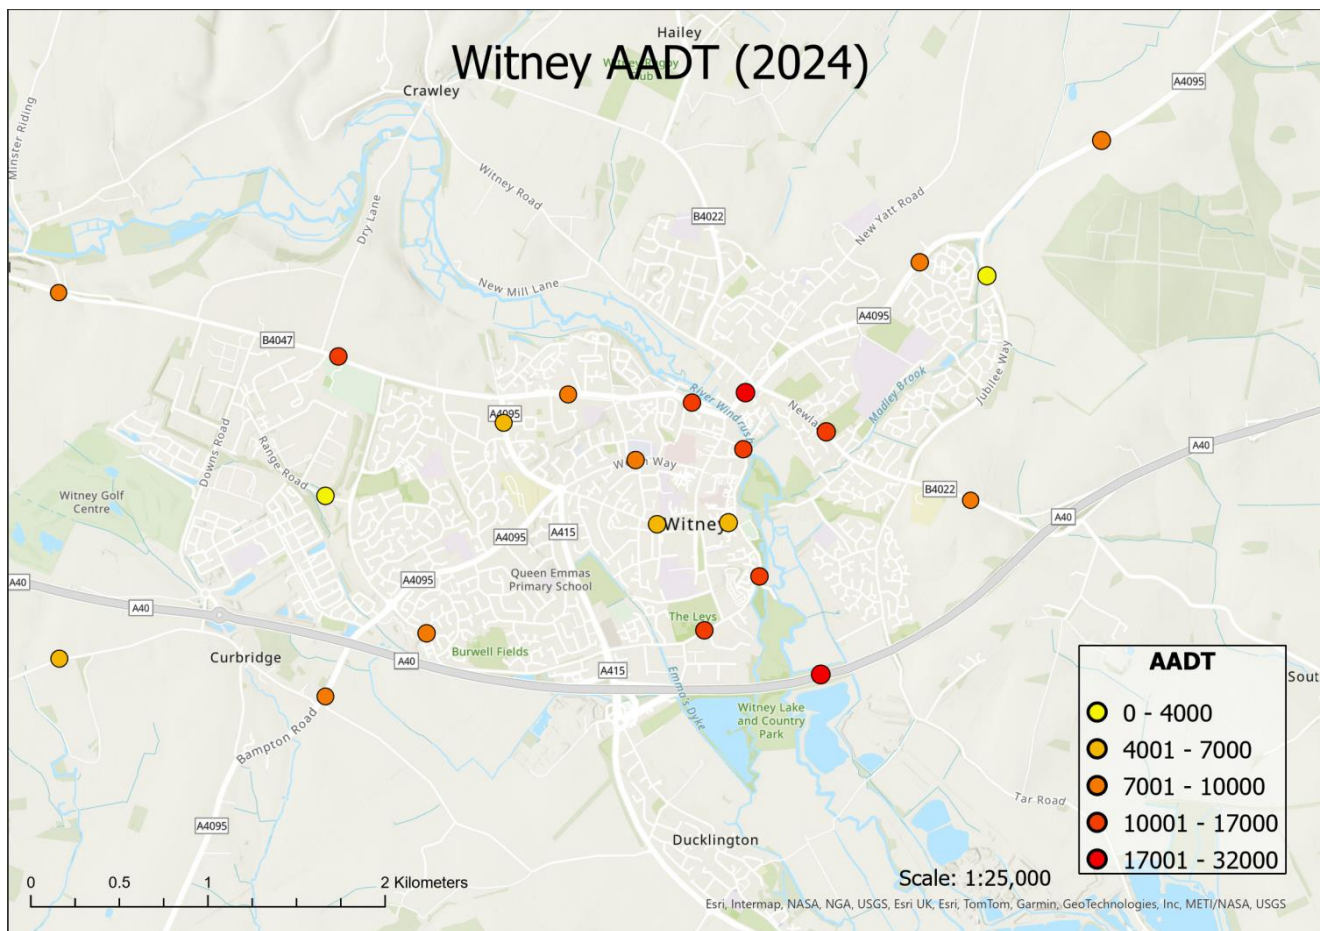 Hailey
Witney AADT (2024)
Crawley
A4095
Minster Riding
Witney Road
Dry Lane
B4022
New Yatt Road
New Mill Lane
A4095
B4047
River Windrush
Madley Brook
Jubilee Way
A4095
Downs Road
Range Road
A40
Witney Golf
Centre
B4022
A40
Witney
A415
A4095
Queen Emmas
Primary School
A4095
A40
A40
The Leys
Curbridge
A40
Burwell Fields
A415
Emma's Dyke
Witney Lake
and Country
Park
Bampton Road
A4095
Ducklington
Tar Road
Sout
AADT
0 - 4000
4001 - 7000
7001 - 10000
10001 - 17000
17001 - 32000
0 0.5 1 2 Kilometers
Scale: 1:25,000
Esri, Intermap, NASA, NGA, USGS, Esri UK, Esri, TomTom, Garmin, GeoTechnologies, Inc, METI/NASA, USGS